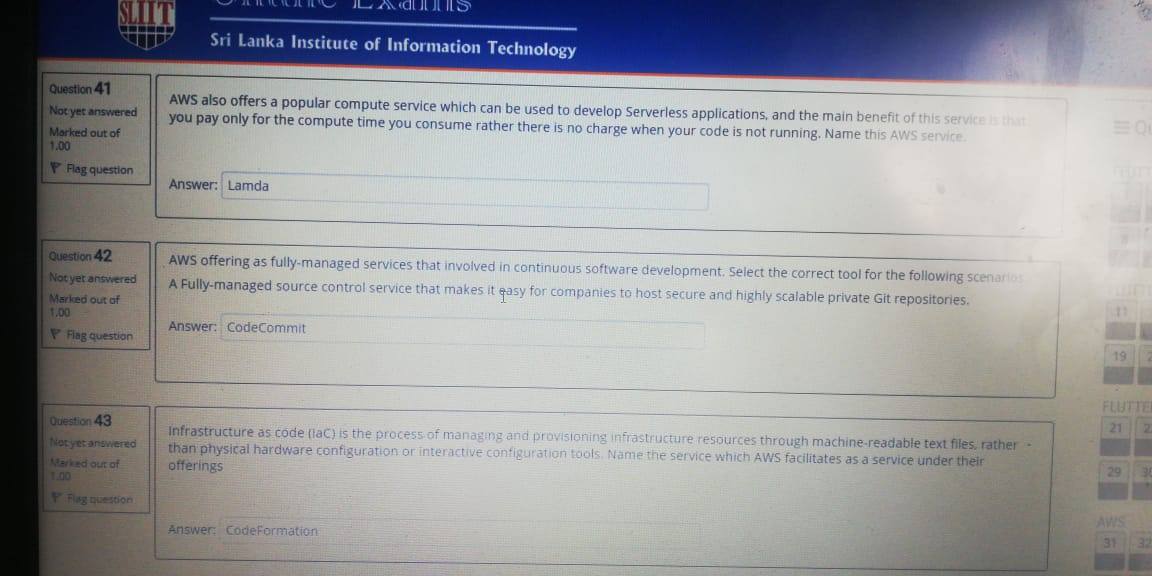 SLIIT
Sri Lanka Institute of Information Technology
Question 41
Not yet answered
Marked out of
1.00
Flag question
AWS also offers a popular compute service which can be used to develop Serverless applications, and the main benefit of this service is that
you pay only for the compute time you consume rather there is no charge when your code is not running. Name this AWS service.
Answer: Lamda
Question 42
Not yet answered
Marked out of
1.00
Flag question
AWS offering as fully-managed services that involved in continuous software development. Select the correct tool for the following scenarios
A Fully-managed source control service that makes it easy for companies to host secure and highly scalable private Git repositories.
Answer: CodeCommit
Question 43
Not yet answered
Marked out of
1.00
Flag question
Infrastructure as code (IaC) is the process of managing and provisioning infrastructure resources through machine-readable text files, rather
than physical hardware configuration or interactive configuration tools. Name the service which AWS facilitates as a service under their
offerings
Answer: CodeFormation
11
19
21
29
AWS
31 32